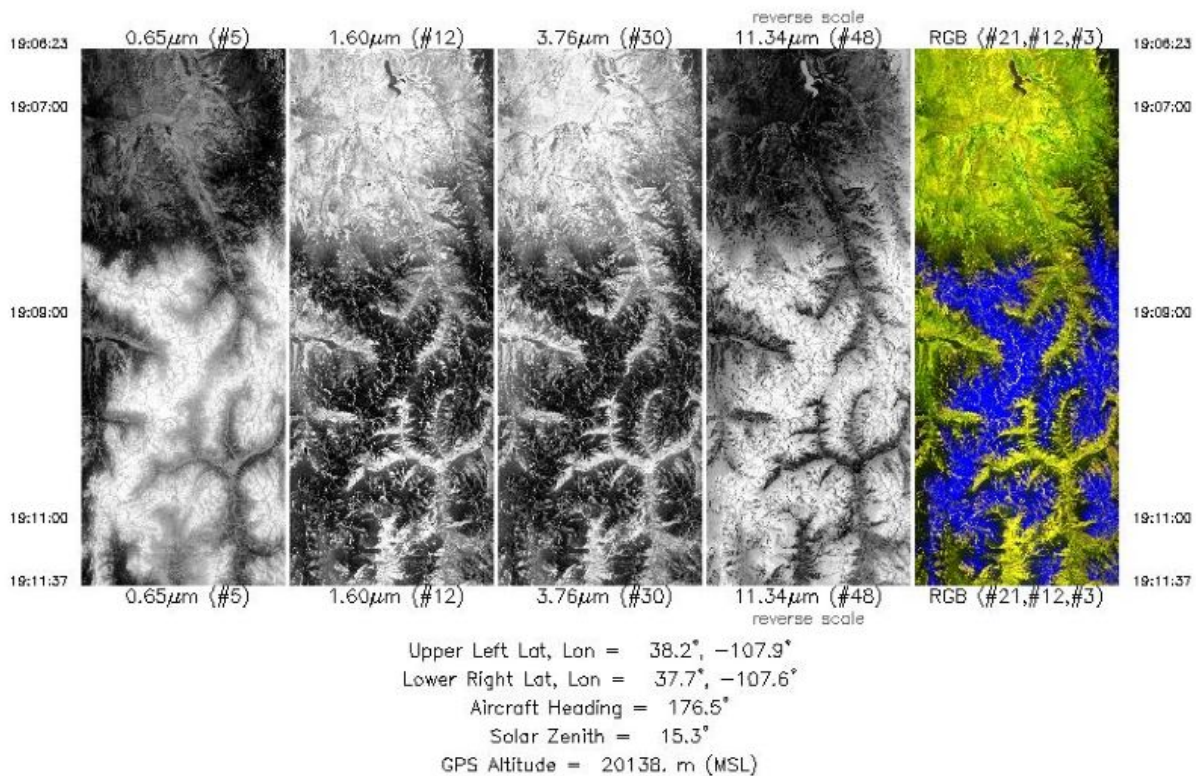 reverse scale
0.65µm (#5) 1.60µm (#12) 3.76µm (#30) 11.34µm (#48) RGB (#21,#12,#3)
19:06:23 19:06:23
19:07:00 19:07:00
19:09:00 19:09:00
19:11:00 19:11:00
19:11:37 19:11:37
0.65µm (#5) 1.60µm (#12) 3.76µm (#30) 11.34µm (#48) RGB (#21,#12,#3)
reverse scale
Upper Left Lat, Lon = 38.2°, -107.9°
Lower Right Lat, Lon = 37.7°, -107.6°
Aircraft Heading = 176.5°
Solar Zenith = 15.3°
GPS Altitude = 20138. m (MSL)